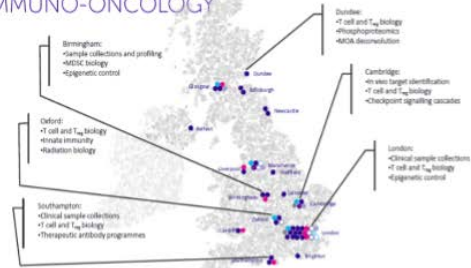 IMMUNO-ONCOLOGY
Dundee:
•T cell and Treg biology
•Phosphoproteomics
•MOA deconvolution
Birmingham:
•Sample collections and profiling
•MDSC biology
•Epigenetic control
Cambridge:
•In vivo target identification
•T cell and Treg biology
•Checkpoint signalling cascades
Oxford:
•T cell and Treg biology
•Innate immunity
•Radiation biology
London:
•Clinical sample collections
•T cell and Treg biology
•Epigenetic control
Southampton:
•Clinical sample collections
•T cell and Treg biology
•Therapeutic antibody programmes
Dundee
Glasgow
Edinburgh
Newcastle
Belfast
Manchester
Liverpool
Sheffield
Birmingham
Leicester
Cambridge
Oxford
Cardiff
London
Southampton